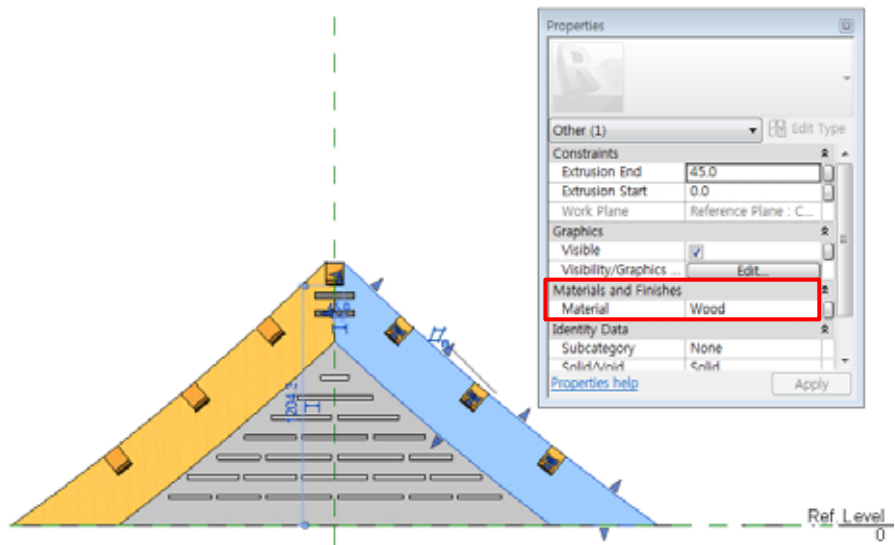 Properties
Other (1)
Edit Type
Constraints
Extrusion End 45.0
Extrusion Start 0.0
Work Plane Reference Plane : C...
Graphics
Visible
Visibility/Graphics ... Edit...
Materials and Finishes
Material Wood
Identity Data
Subcategory None
Solid/Void Solid
Properties help
Apply
1204.3
Ref. Level
0